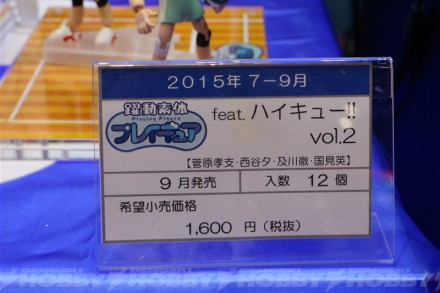 2015年 7－9月
躍動素体
Playing Figure
プレイキュア
feat. ハイキュー!!
vol.2
【菅原孝支・西谷夕・及川徹・国見英】
9月発売 入数 12個
希望小売価格
1,600 円（税抜）